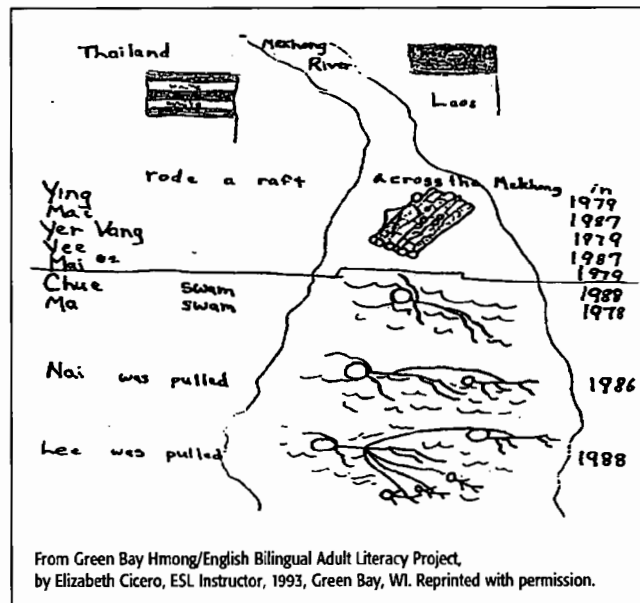 Thailand
Mekhong
River
Laos
rode a raft across the Mekhong in
Ying 1979
Mai 1987
Yer Vang 1979
Yee 1987
Mai #2 1979
Chue swam 1988
Ma swam 1978
Nai was pulled 1986
Lee was pulled 1988
From Green Bay Hmong/English Bilingual Adult Literacy Project,
by Elizabeth Cicero, ESL Instructor, 1993, Green Bay, WI. Reprinted with permission.